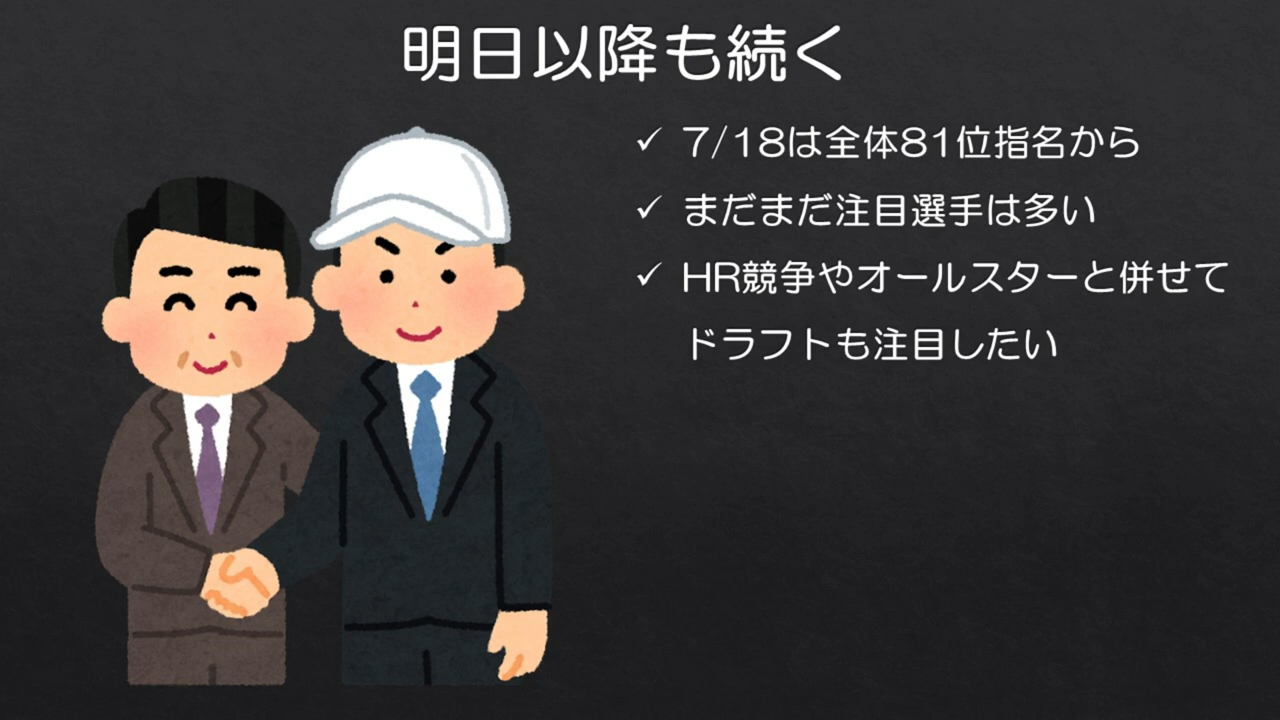 明日以降も続く
✓ 7/18は全体81位指名から
✓ まだまだ注目選手は多い
✓ HR競争やオールスターと併せて
ドラフトも注目したい